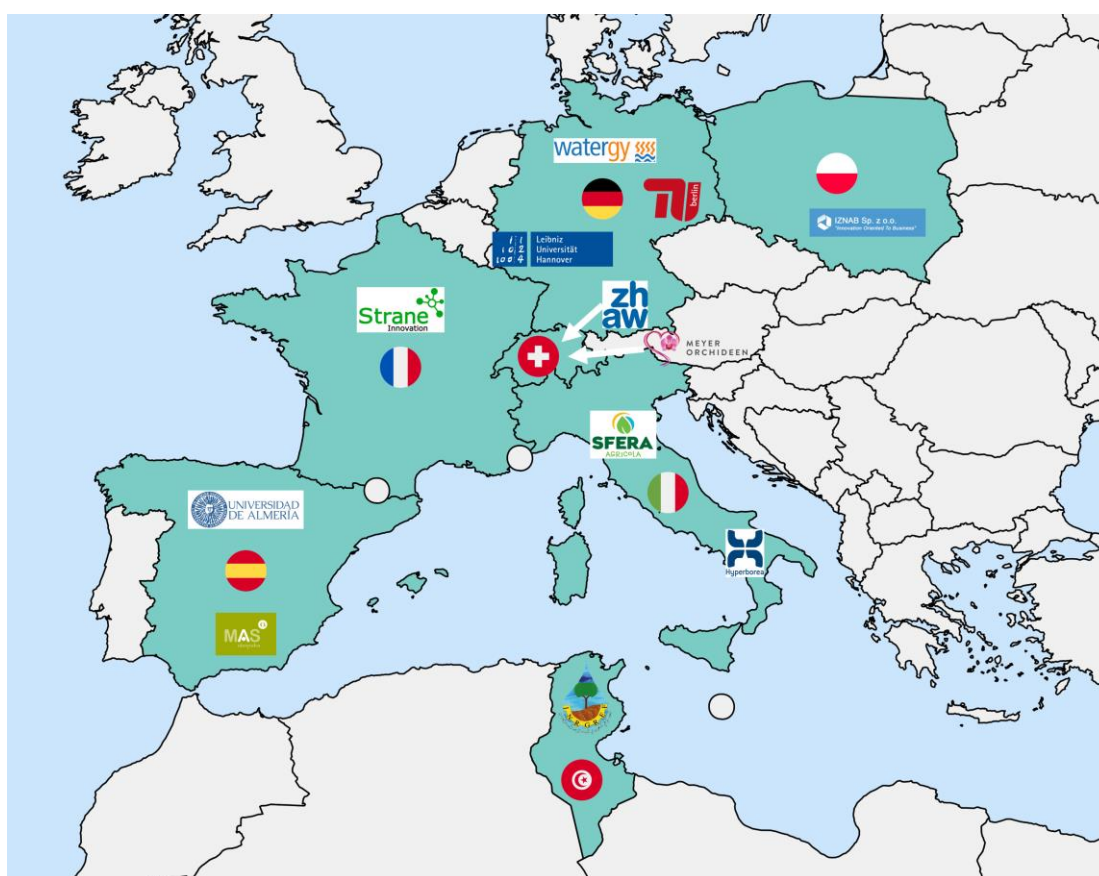 watergy
berlin
IZNAB Sp. z o.o.
"Innovation Oriented To Business"
Leibniz
Universität
Hannover
Strane
Innovation
zh
aw
MEYER
ORCHIDEEN
SFERA
AGRICOLA
UNIVERSIDAD
DE ALMERÍA
Hyperborea
MAS